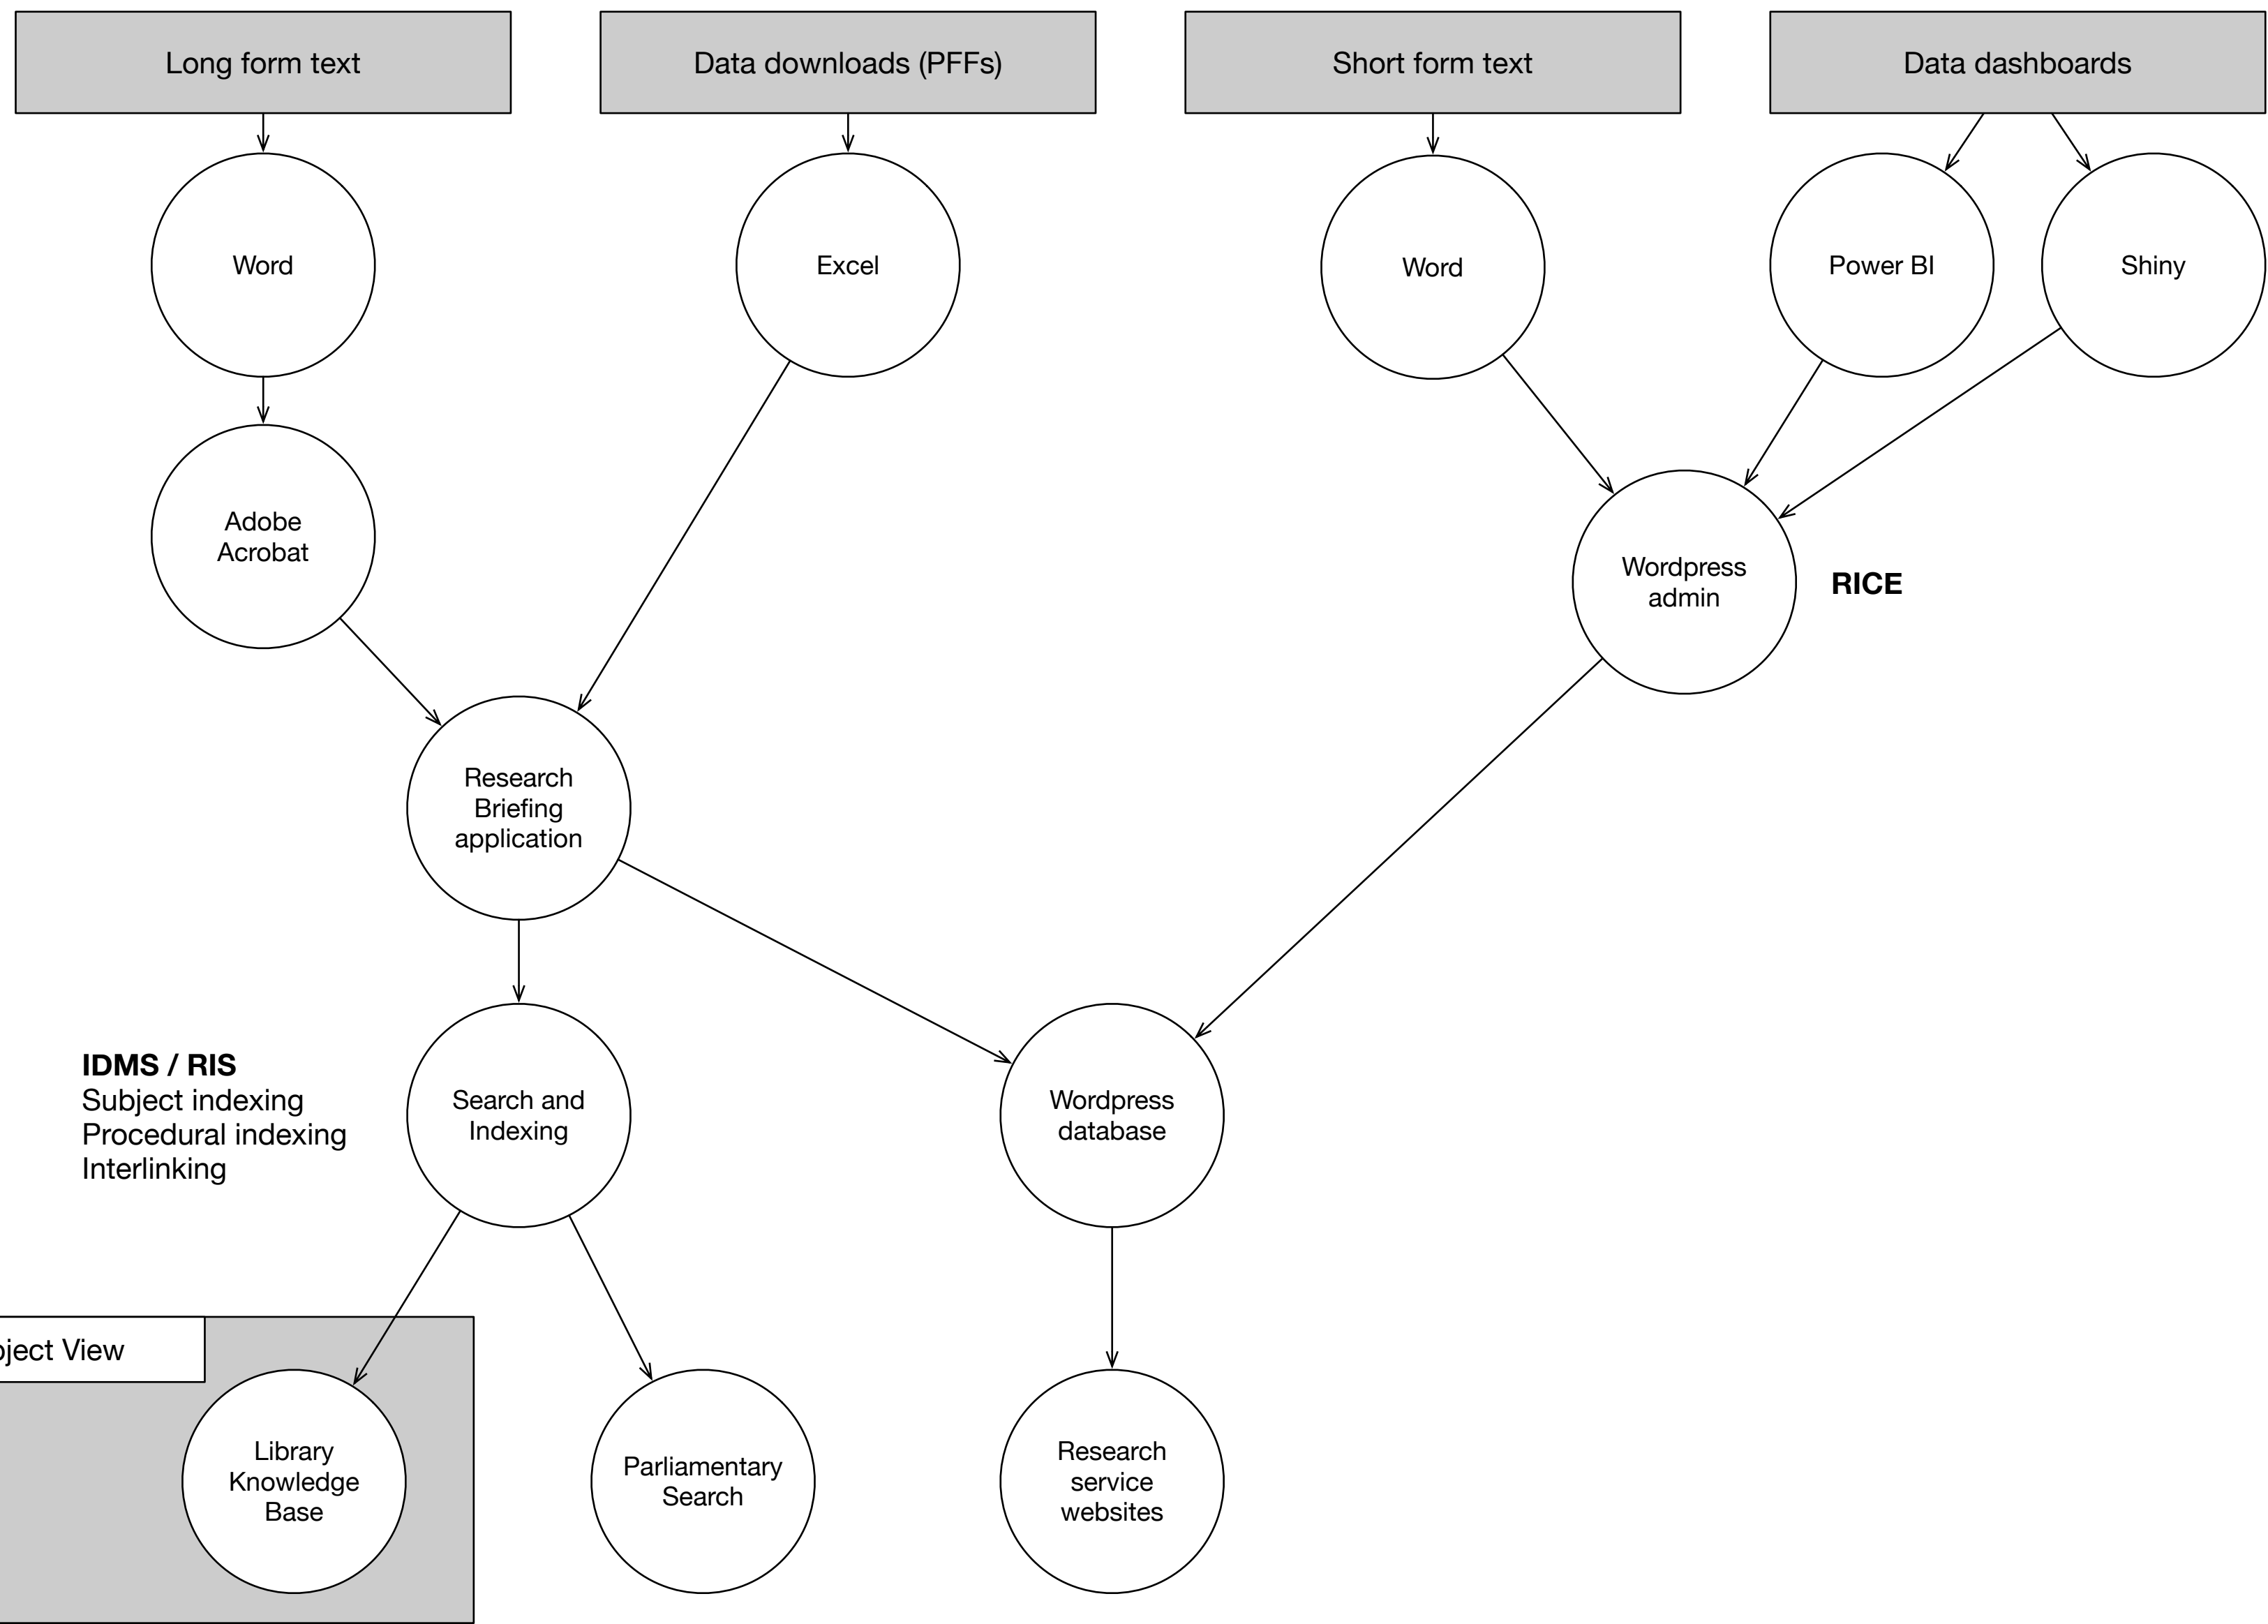 Long form text
Data downloads (PFFs)
Short form text
Data dashboards
Word
Excel
Word
Power BI
Shiny
Adobe
Acrobat
Wordpress
admin
RICE
Research
Briefing
application
IDMS / RIS
Subject indexing
Procedural indexing
Interlinking
Search and
Indexing
Wordpress
database
View
Library
Knowledge
Base
Parliamentary
Search
Research
service
websites